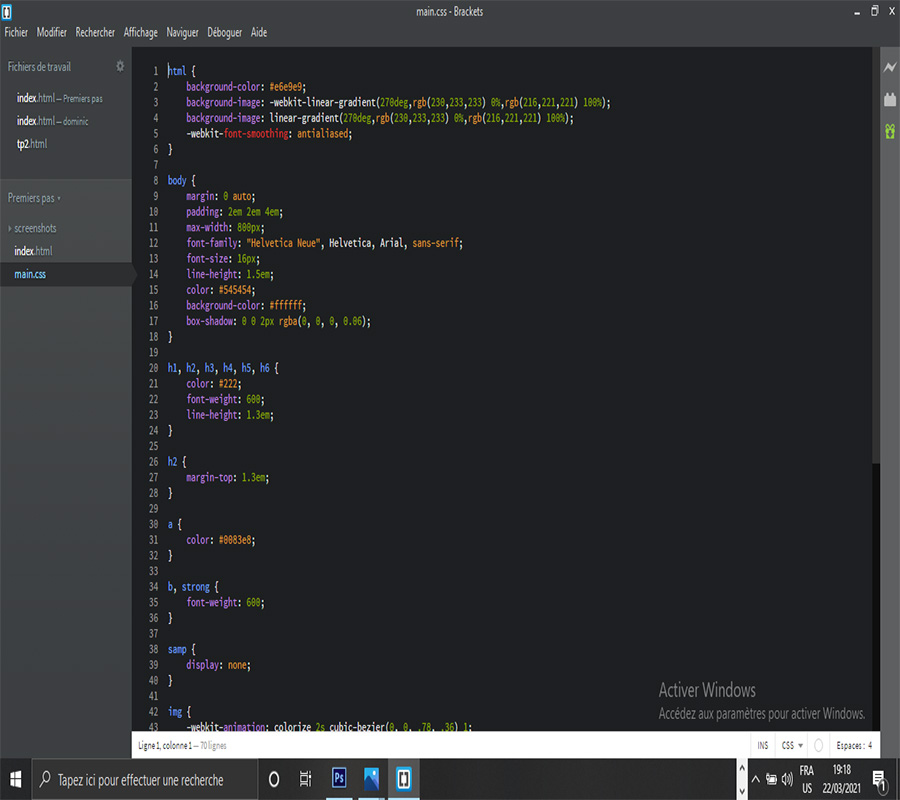 main.css - Brackets
Fichier Modifier Rechercher Affichage Naviguer Déboguer Aide
Fichiers de travail
index.html — Premiers pas
index.html — dominic
tp2.html
Premiers pas
screenshots
index.html
main.css
1 html {
2 background-color: #e6e9e9;
3 background-image: -webkit-linear-gradient(270deg,rgb(230,233,233) 0%,rgb(216,221,221) 100%);
4 background-image: linear-gradient(270deg,rgb(230,233,233) 0%,rgb(216,221,221) 100%);
5 -webkit-font-smoothing: antialiased;
6 }
7
8 body {
9 margin: 0 auto;
10 padding: 2em 2em 4em;
11 max-width: 800px;
12 font-family: "Helvetica Neue", Helvetica, Arial, sans-serif;
13 font-size: 16px;
14 line-height: 1.5em;
15 color: #545454;
16 background-color: #ffffff;
17 box-shadow: 0 0 2px rgba(0, 0, 0, 0.06);
18 }
19
20 h1, h2, h3, h4, h5, h6 {
21 color: #222;
22 font-weight: 600;
23 line-height: 1.3em;
24 }
25
26 h2 {
27 margin-top: 1.3em;
28 }
29
30 a {
31 color: #0083e8;
32 }
33
34 b, strong {
35 font-weight: 600;
36 }
37
38 samp {
39 display: none;
40 }
41
42 img {
43 -webkit-animation: colorize 2s cubic-bezier(0, 0, .78, .36) 1;
Activer Windows
Accédez aux paramètres pour activer Windows.
Ligne 1, colonne 1 — 70 lignes
INS CSS Espaces : 4
Tapez ici pour effectuer une recherche
Ps
FRA
US
19:18
22/03/2021
1